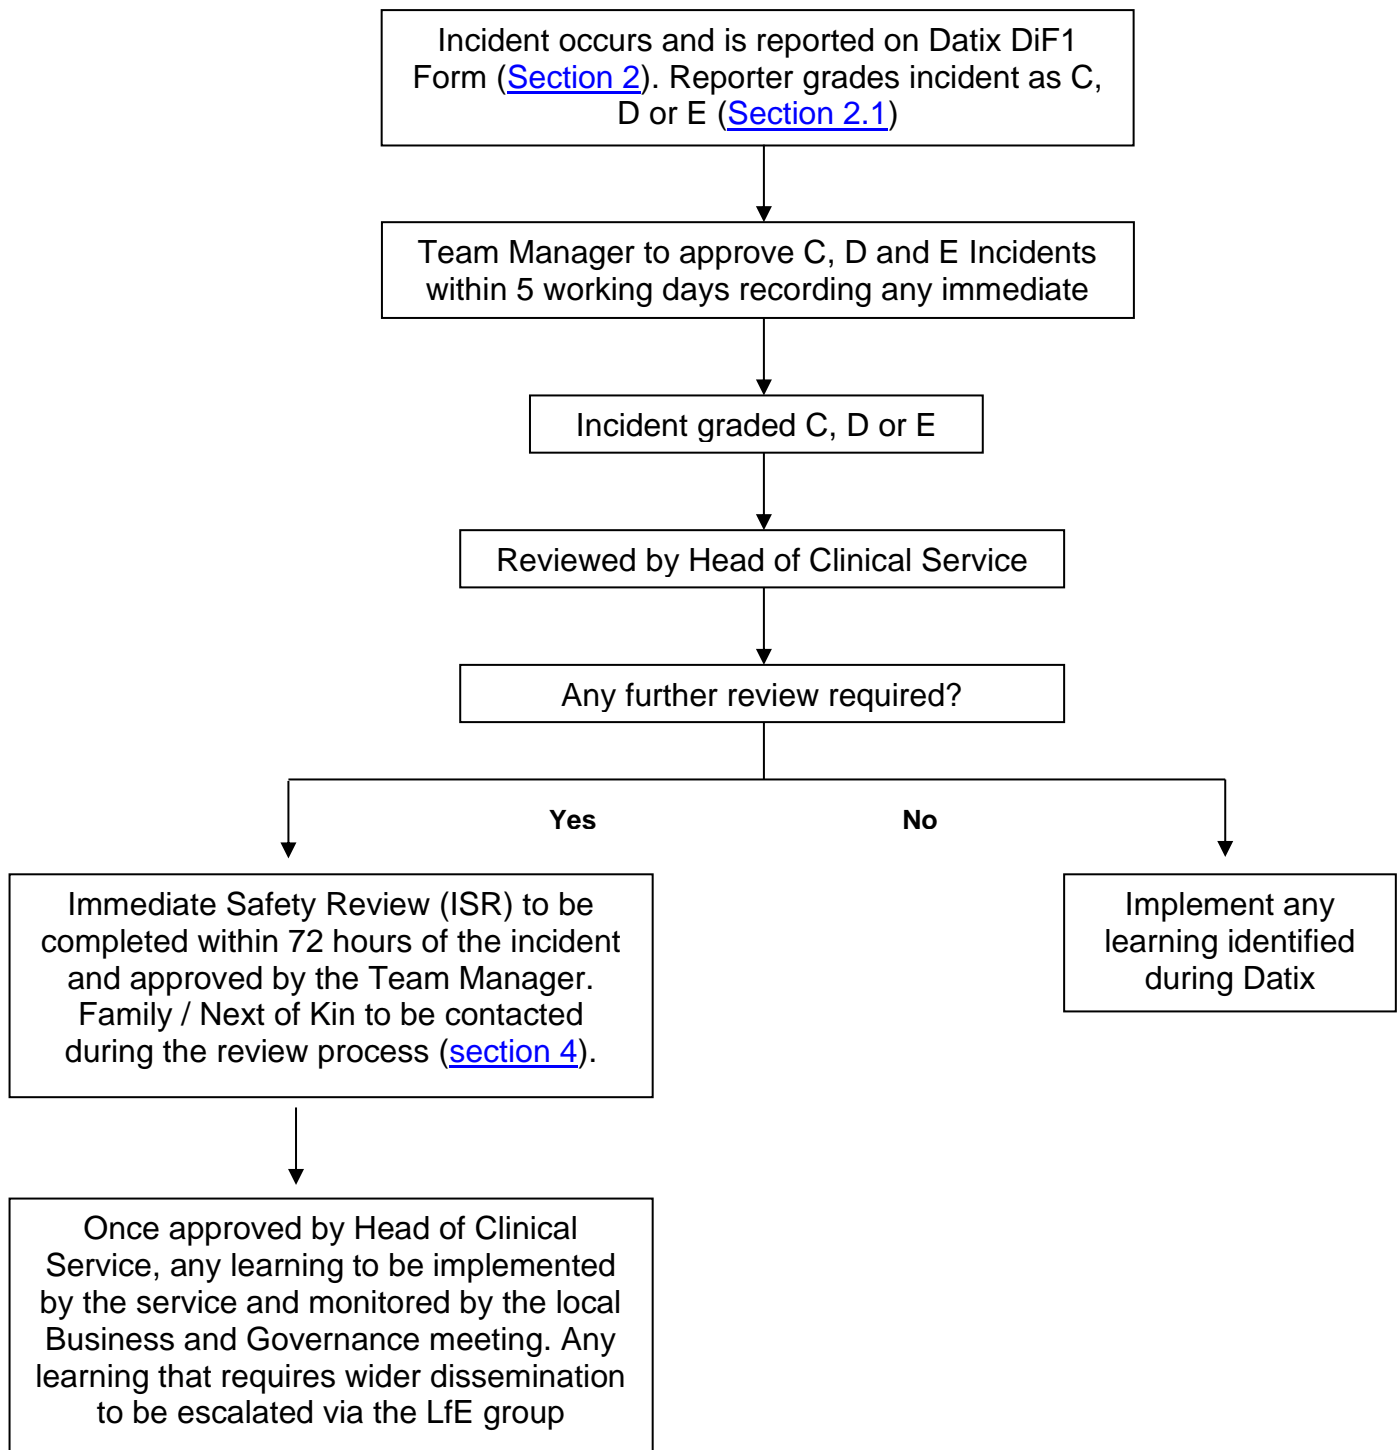 Incident occurs and is reported on Datix DiF1
Form (Section 2). Reporter grades incident as C,
D or E (Section 2.1)
Team Manager to approve C, D and E Incidents
within 5 working days recording any immediate
Incident graded C, D or E
Reviewed by Head of Clinical Service
Any further review required?
Yes
No
Immediate Safety Review (ISR) to be
completed within 72 hours of the incident
and approved by the Team Manager.
Family / Next of Kin to be contacted
during the review process (section 4).
Implement any
learning identified
during Datix
Once approved by Head of Clinical
Service, any learning to be implemented
by the service and monitored by the local
Business and Governance meeting. Any
learning that requires wider dissemination
to be escalated via the LfE group